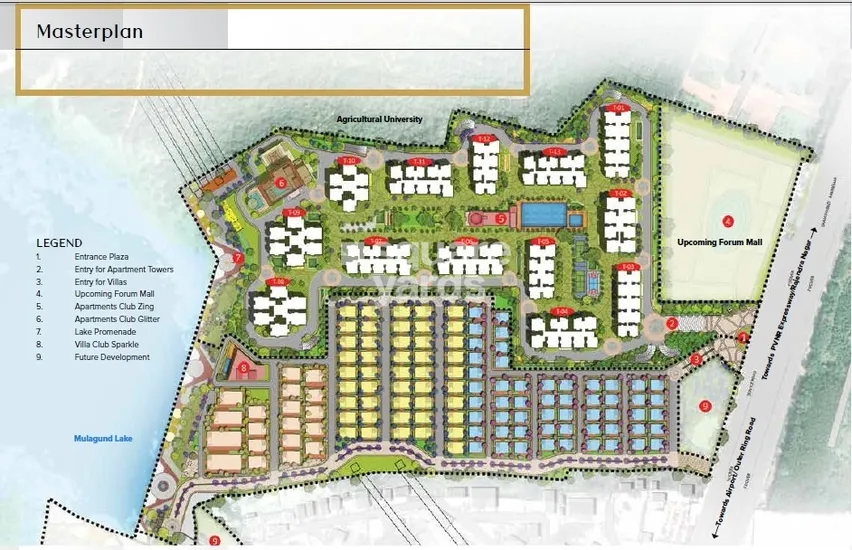 Masterplan
Agricultural University
T-01
T-12
T-13
T-10
T-11
6
T-02
T-09
5
4
Upcoming Forum Mall
LEGEND
1. Entrance Plaza
2. Entry for Apartment Towers
3. Entry for Villas
4. Upcoming Forum Mall
5. Apartments Club Zing
6. Apartments Club Glitter
7. Lake Promenade
8. Villa Club Sparkle
9. Future Development
7
T-07
T-06
T-05
T-03
square
yards
T-08
T-04
2
1
3
8
9
Mulagund Lake
Towards PVNR Expressway/Rajendra Nagar
Towards Airport/Outer Ring Road
9